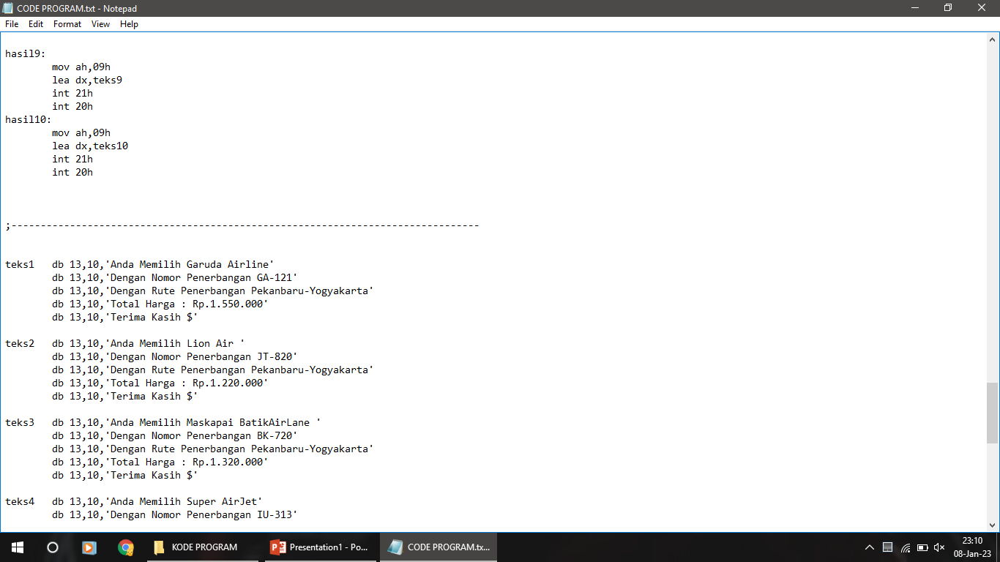 CODE PROGRAM.txt - Notepad
File Edit Format View Help
hasil9:
mov ah,09h
lea dx,teks9
int 21h
int 20h
hasil10:
mov ah,09h
lea dx,teks10
int 21h
int 20h
;--------------------------------------------------------------------------------
teks1 db 13,10,'Anda Memilih Garuda Airline'
db 13,10,'Dengan Nomor Penerbangan GA-121'
db 13,10,'Dengan Rute Penerbangan Pekanbaru-Yogyakarta'
db 13,10,'Total Harga : Rp.1.550.000'
db 13,10,'Terima Kasih $'
teks2 db 13,10,'Anda Memilih Lion Air '
db 13,10,'Dengan Nomor Penerbangan JT-820'
db 13,10,'Dengan Rute Penerbangan Pekanbaru-Yogyakarta'
db 13,10,'Total Harga : Rp.1.220.000'
db 13,10,'Terima Kasih $'
teks3 db 13,10,'Anda Memilih Maskapai BatikAirLane '
db 13,10,'Dengan Nomor Penerbangan BK-720'
db 13,10,'Dengan Rute Penerbangan Pekanbaru-Yogyakarta'
db 13,10,'Total Harga : Rp.1.320.000'
db 13,10,'Terima Kasih $'
teks4 db 13,10,'Anda Memilih Super AirJet'
db 13,10,'Dengan Nomor Penerbangan IU-313'
KODE PROGRAM
Presentation1 - Po...
CODE PROGRAM.tx...
23:10
08-Jan-23